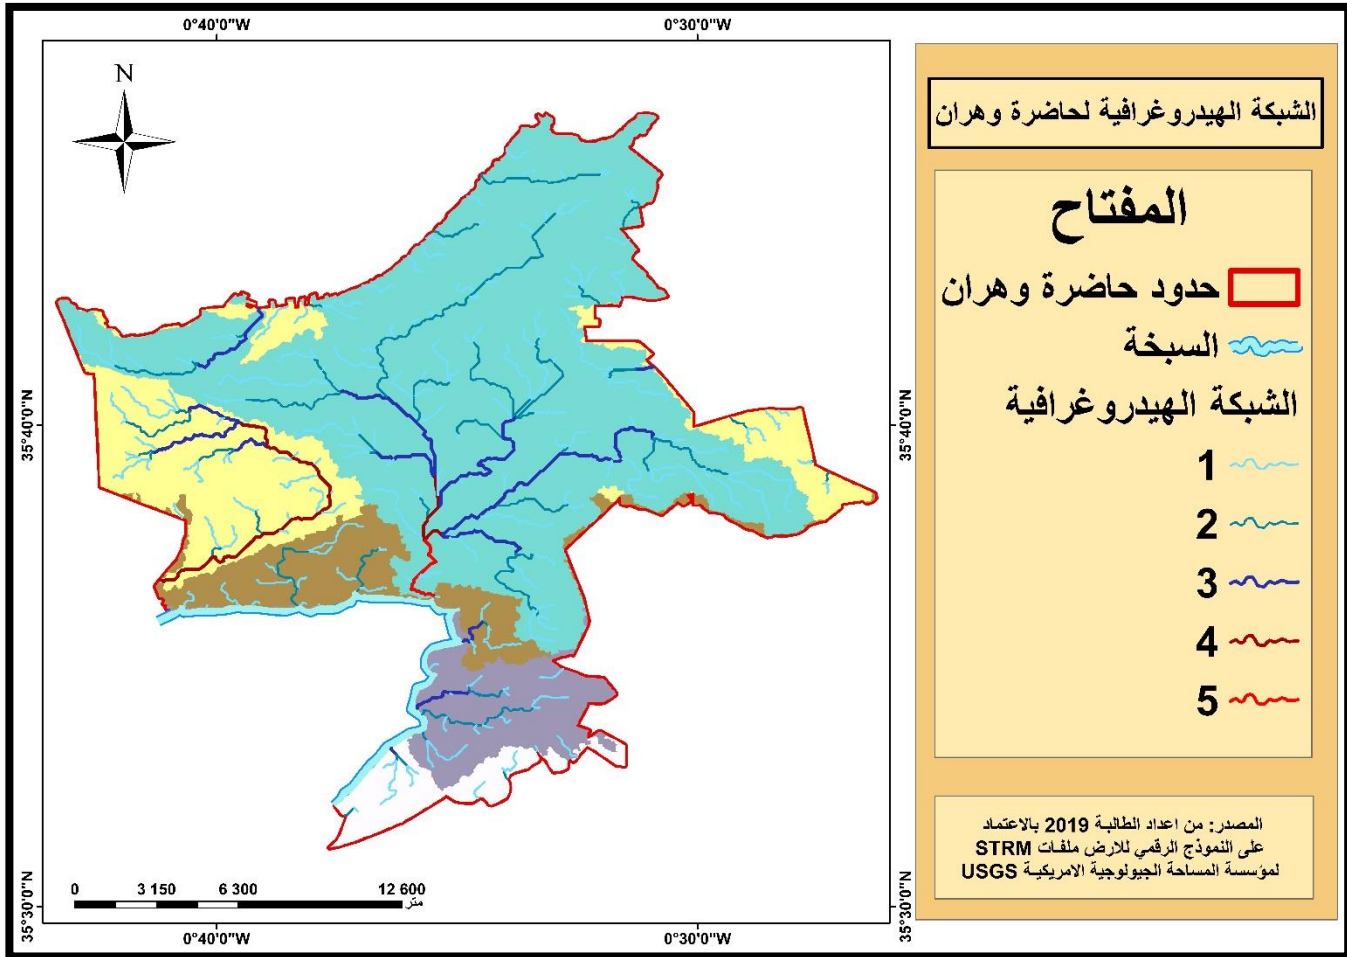 0°40'0"W
0°30'0"W
N
35°40'0"N
35°40'0"N
35°30'0"N
35°30'0"N
0°40'0"W
0°30'0"W
0
3 150
6 300
12 600
متر
الشبكة الهيدروغرافية لحاضرة وهران
المفتاح
حدود حاضرة وهران
السبخة
الشبكة الهيدروغرافية
1
2
3
4
5
المصدر: من اعداد الطالبة 2019 بالاعتماد
على النموذج الرقمي للارض ملفات STRM
لمؤسسة المساحة الجيولوجية الامريكية USGS